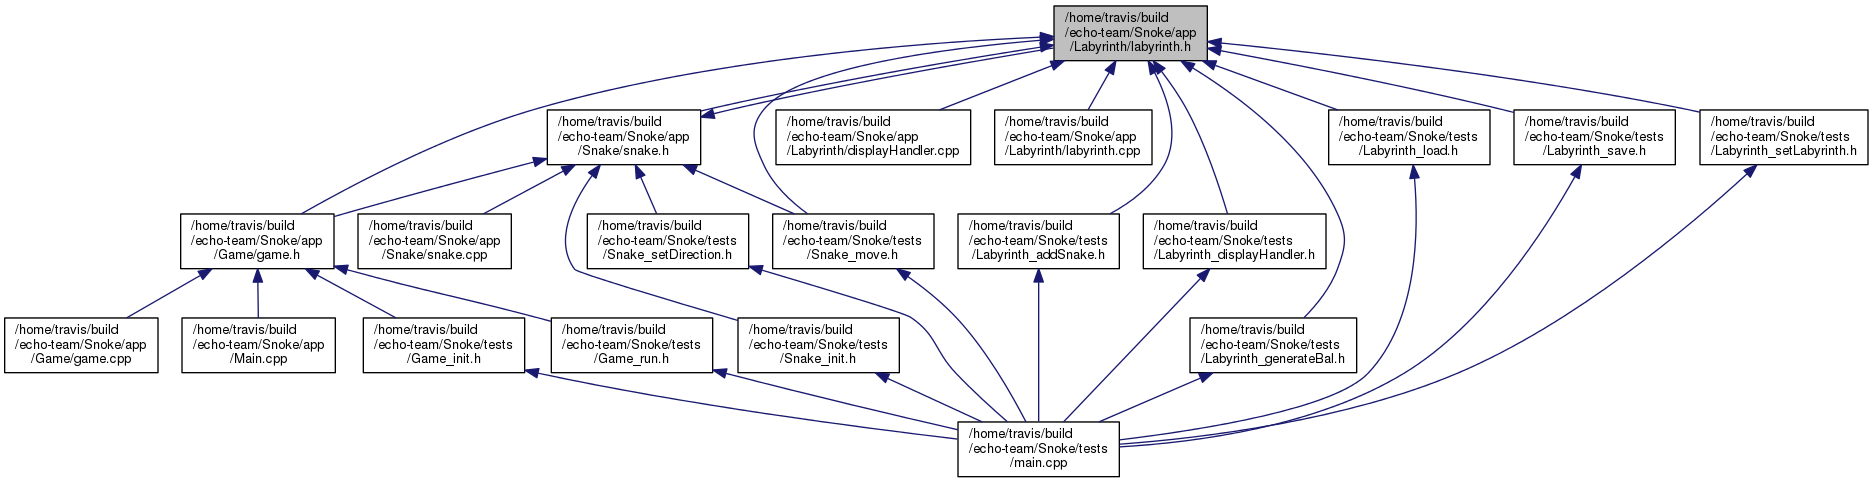 /home/travis/build
/echo-team/Snoke/app
/Labyrinth/labyrinth.h
/home/travis/build
/echo-team/Snoke/app
/Snake/snake.h
/home/travis/build
/echo-team/Snoke/app
/Labyrinth/displayHandler.cpp
/home/travis/build
/echo-team/Snoke/app
/Labyrinth/labyrinth.cpp
/home/travis/build
/echo-team/Snoke/tests
/Labyrinth_load.h
/home/travis/build
/echo-team/Snoke/tests
/Labyrinth_save.h
/home/travis/build
/echo-team/Snoke/tests
/Labyrinth_setLabyrinth.h
/home/travis/build
/echo-team/Snoke/app
/Game/game.h
/home/travis/build
/echo-team/Snoke/app
/Snake/snake.cpp
/home/travis/build
/echo-team/Snoke/tests
/Snake_setDirection.h
/home/travis/build
/echo-team/Snoke/tests
/Snake_move.h
/home/travis/build
/echo-team/Snoke/tests
/Labyrinth_addSnake.h
/home/travis/build
/echo-team/Snoke/tests
/Labyrinth_displayHandler.h
/home/travis/build
/echo-team/Snoke/app
/Game/game.cpp
/home/travis/build
/echo-team/Snoke/app
/Main.cpp
/home/travis/build
/echo-team/Snoke/tests
/Game_init.h
/home/travis/build
/echo-team/Snoke/tests
/Game_run.h
/home/travis/build
/echo-team/Snoke/tests
/Snake_init.h
/home/travis/build
/echo-team/Snoke/tests
/Labyrinth_generateBal.h
/home/travis/build
/echo-team/Snoke/tests
/main.cpp